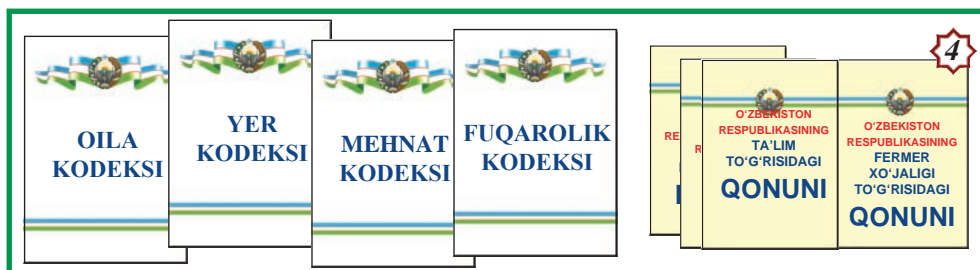 OILA
KODEKSI
YER
KODEKSI
MEHNAT
KODEKSI
FUQAROLIK
KODEKSI
4
RE
R
O‘ZBEKISTON
RESPUBLIKASINING
TA’LIM
TO‘G‘RISIDAGI
QONUNI
O‘ZBEKISTON
RESPUBLIKASINING
FERMER
XO‘JALIGI
TO‘G‘RISIDAGI
QONUNI